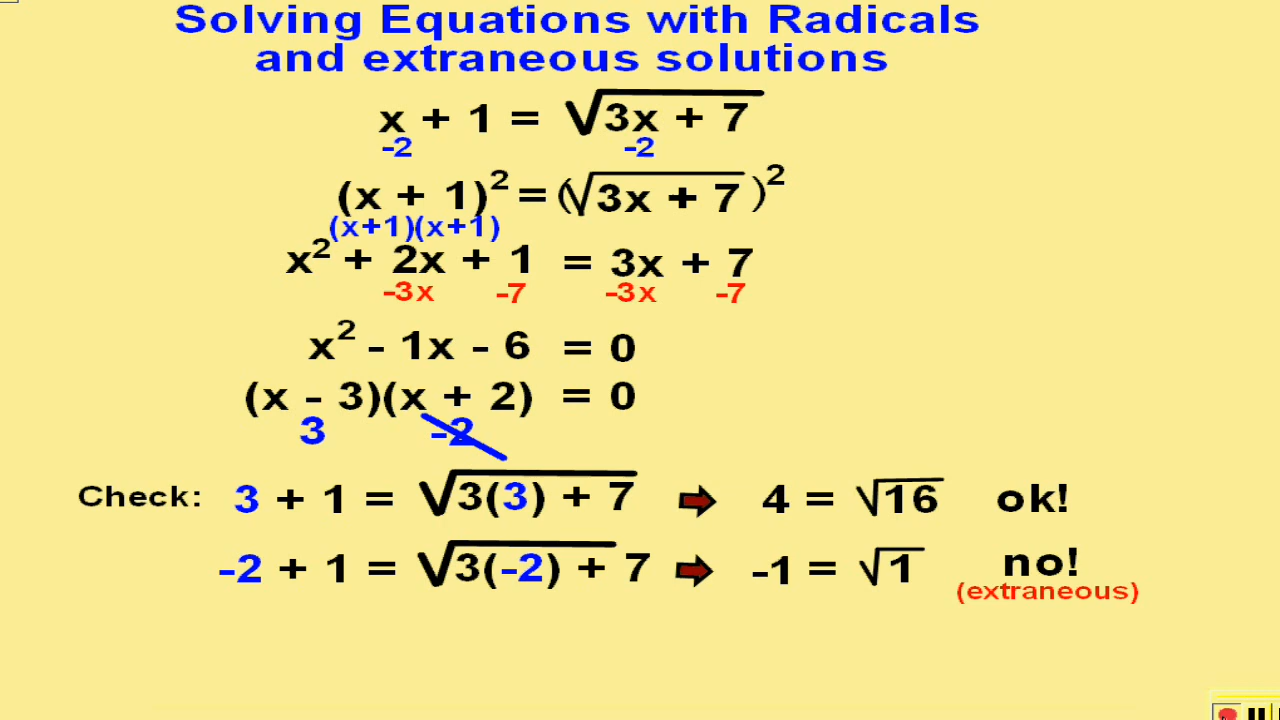 Solving Equations with Radicals
and extraneous solutions
x + 1 = √3x + 7
-2 -2
(x + 1)² = (√3x + 7)²
(x+1)(x+1)
x² + 2x + 1 = 3x + 7
-3x -7 -3x -7
x² - 1x - 6 = 0
(x - 3)(x + 2) = 0
3 -2
Check: 3 + 1 = √3(3) + 7 ➡ 4 = √16 ok!
-2 + 1 = √3(-2) + 7 ➡ -1 = √1 no!
(extraneous)